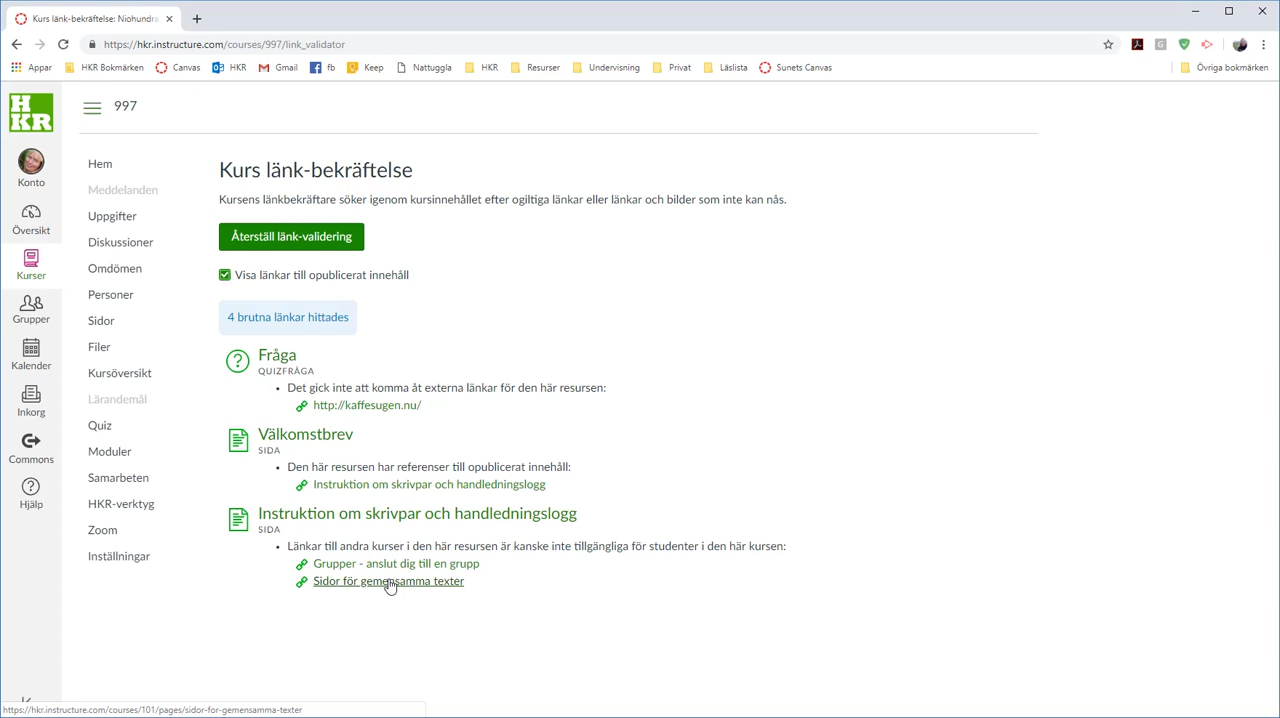 Kurs länk-bekräftelse: Niohundra
https://hkr.instructure.com/courses/997/link_validator
Appar
HKR Bokmärken
Canvas
HKR
Gmail
fb
Keep
Nattuggla
HKR
Resurser
Undervisning
Privat
Läslista
Sunets Canvas
Övriga bokmärken
H
KR
997
Konto
Översikt
Kurser
Grupper
Kalender
Inkorg
Commons
Hjälp
Hem
Meddelanden
Uppgifter
Diskussioner
Omdömen
Personer
Sidor
Filer
Kursöversikt
Lärandemål
Quiz
Moduler
Samarbeten
HKR-verktyg
Zoom
Inställningar
Kurs länk-bekräftelse
Kursens länkbekräftare söker igenom kursinnehållet efter ogiltiga länkar eller länkar och bilder som inte kan nås.
Återställ länk-validering
Visa länkar till opublicerat innehåll
4 brutna länkar hittades
Fråga
QUIZFRÅGA
Det gick inte att komma åt externa länkar för den här resursen:
http://kaffesugen.nu/
Välkomstbrev
SIDA
Den här resursen har referenser till opublicerat innehåll:
Instruktion om skrivpar och handledningslogg
Instruktion om skrivpar och handledningslogg
SIDA
Länkar till andra kurser i den här resursen är kanske inte tillgängliga för studenter i den här kursen:
Grupper - anslut dig till en grupp
Sidor för gemensamma texter
https://hkr.instructure.com/courses/101/pages/sidor-for-gemensamma-texter